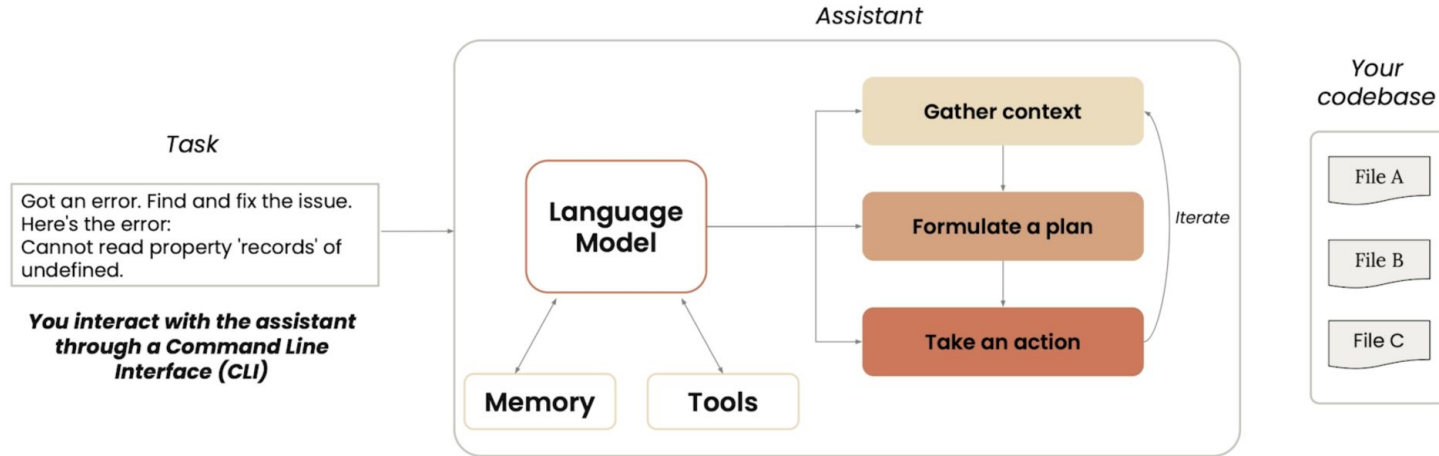 Assistant
Your
codebase
Task
Got an error. Find and fix the issue.
Here's the error:
Cannot read property 'records' of
undefined.
You interact with the assistant
through a Command Line
Interface (CLI)
Language
Model
Memory
Tools
Gather context
Formulate a plan
Take an action
Iterate
File A
File B
File C